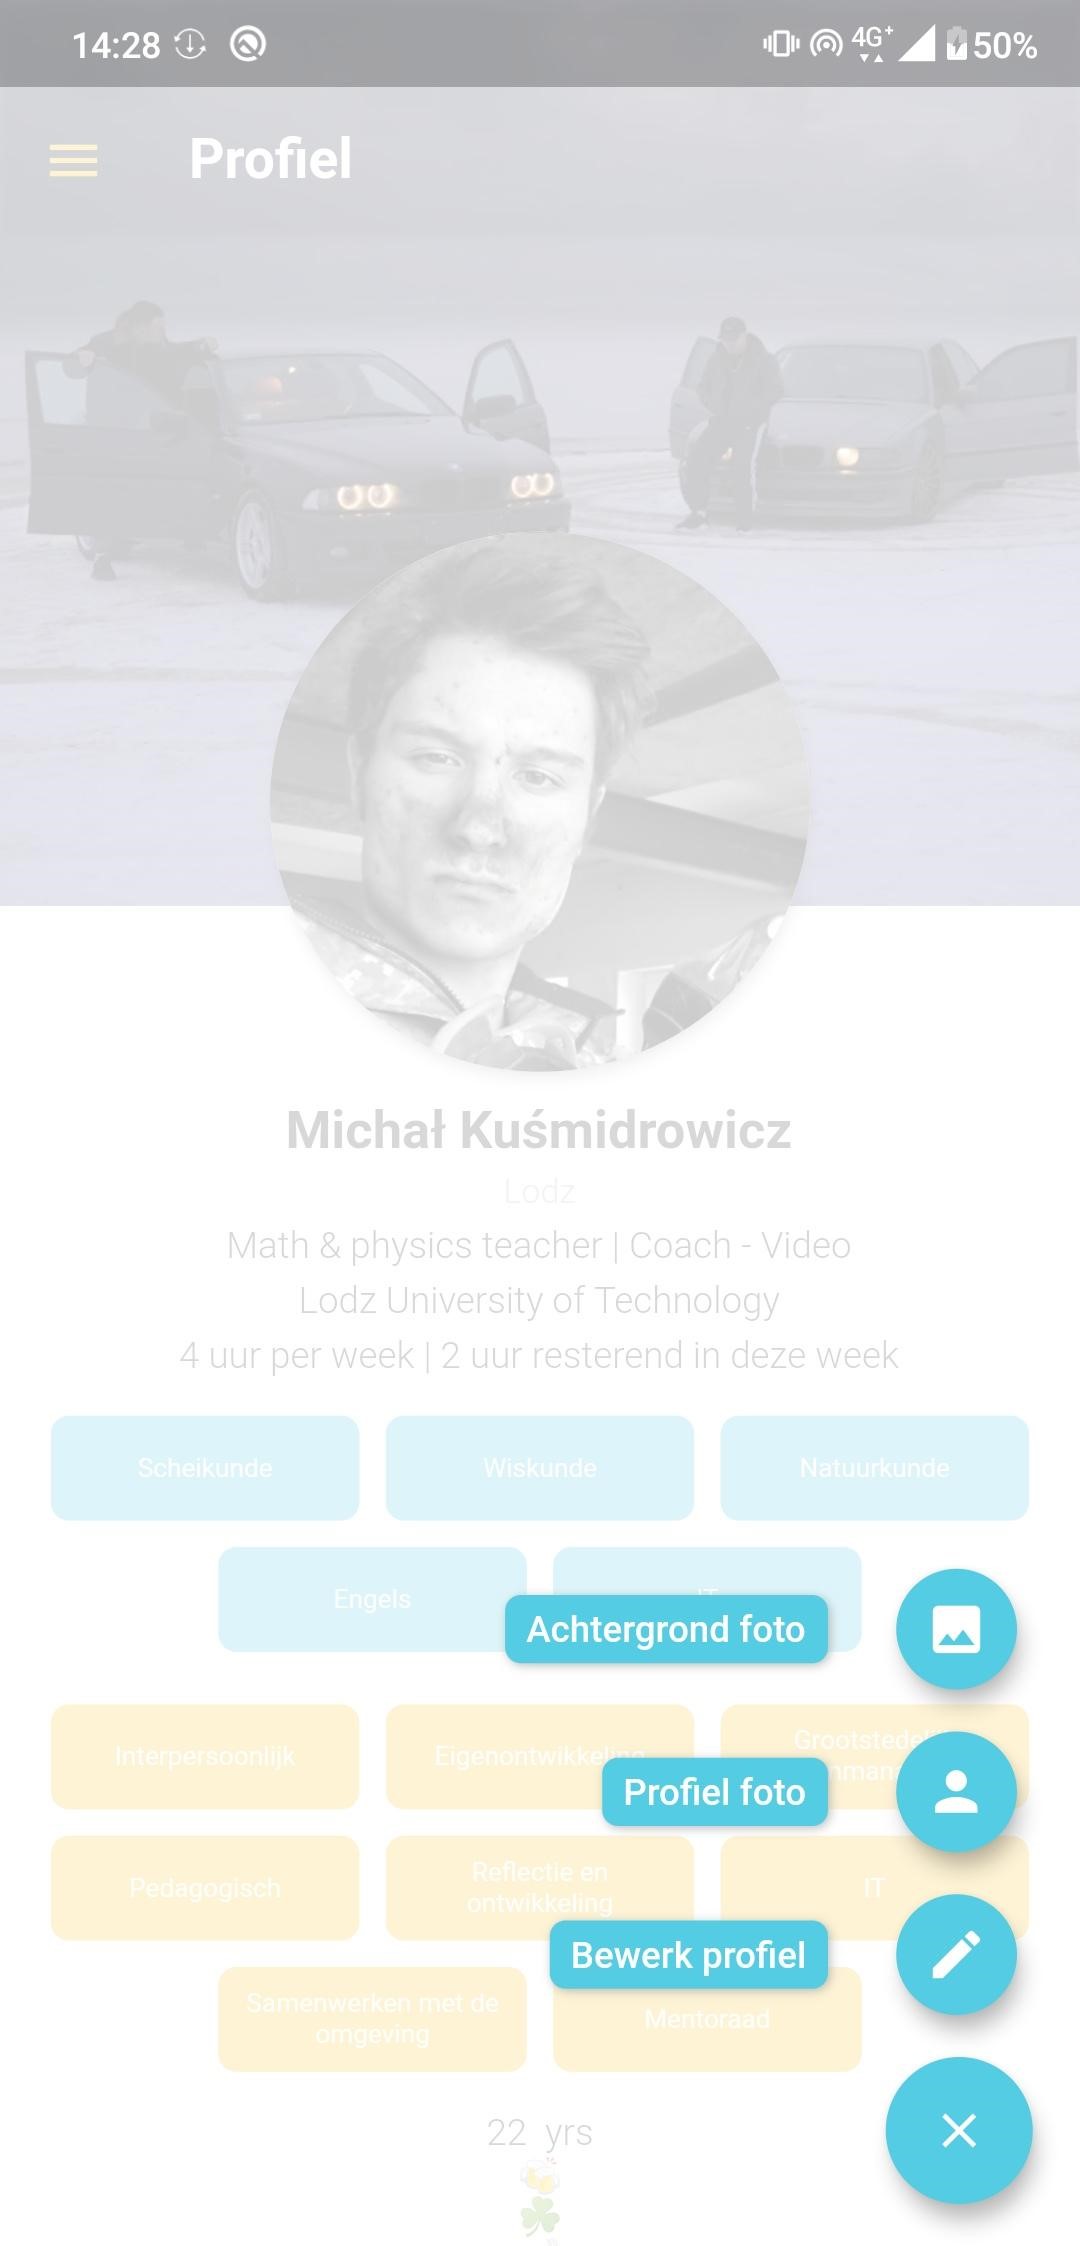 14:28
4G+
50%
Profiel
Michał Kuśmidrowicz
Lodz
Math & physics teacher | Coach - Video
Lodz University of Technology
4 uur per week | 2 uur resterend in deze week
Scheikunde
Wiskunde
Natuurkunde
Engels
IT
Achtergrond foto
Interpersoonlijk
Eigenontwikkeling
Profiel foto
Pedagogisch
Reflectie en
ontwikkeling
IT
Bewerk profiel
Samenwerken met de
omgeving
Mentoraad
22 yrs